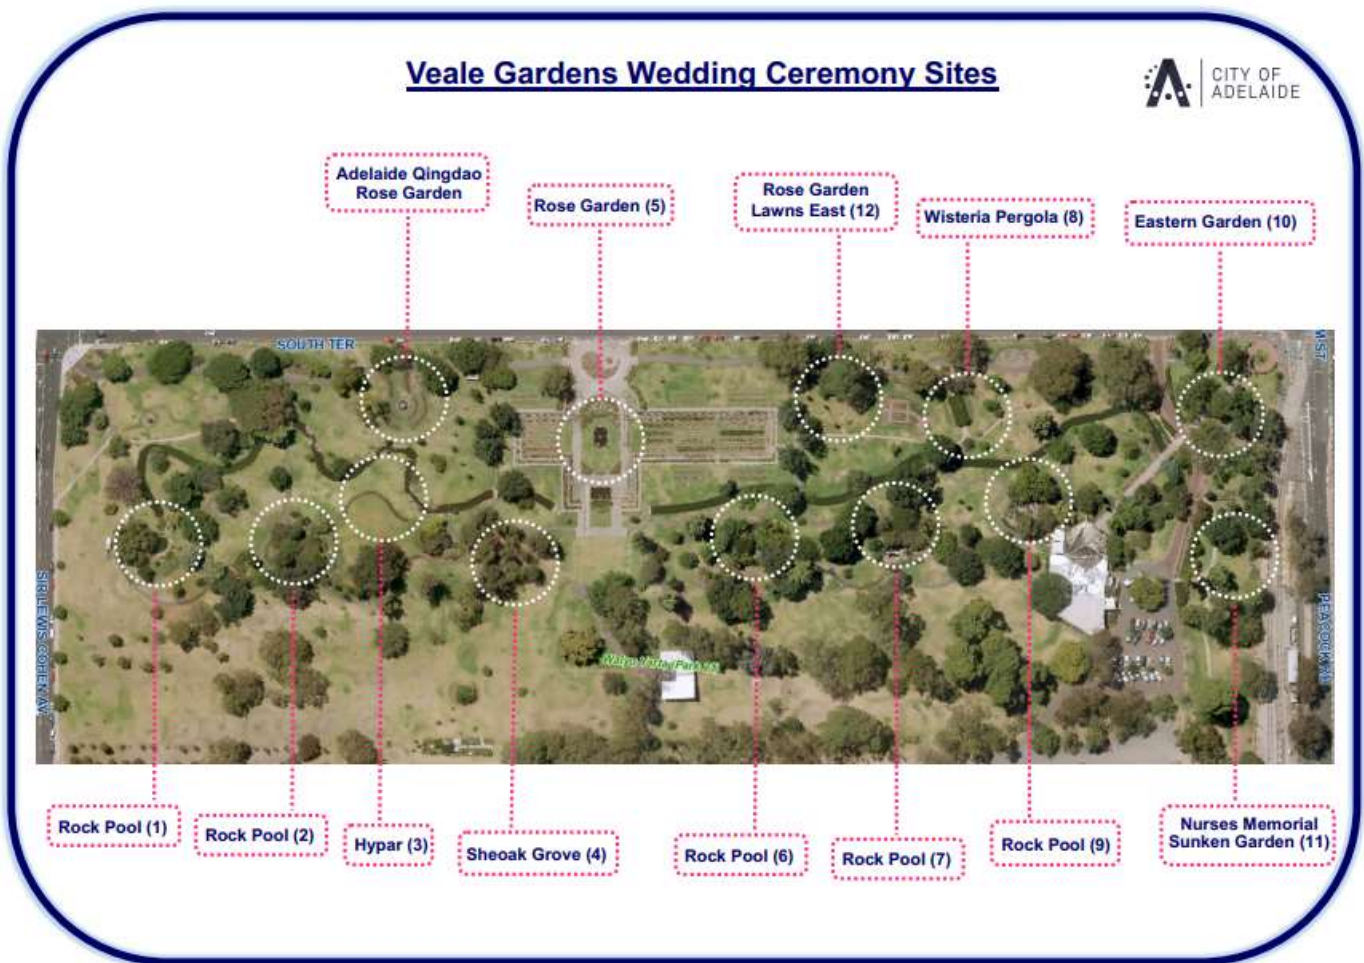 Veale Gardens Wedding Ceremony Sites
CITY OF
ADELAIDE
Adelaide Qingdao
Rose Garden
Rose Garden (5)
Rose Garden
Lawns East (12)
Wisteria Pergola (8)
Eastern Garden (10)
SOUTH TER
SIR LEWIS COHEN AV
Rock Pool (1)
Rock Pool (2)
Hypar (3)
Sheoak Grove (4)
Rock Pool (6)
Rock Pool (7)
Rock Pool (9)
Nurses Memorial
Sunken Garden (11)